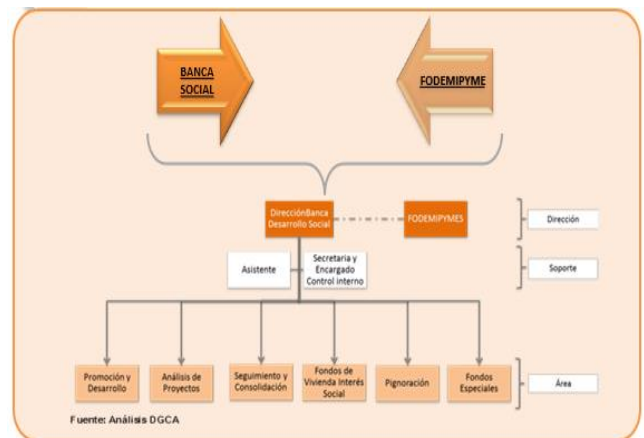 BANCA
SOCIAL
FODEMIPYME
DirecciónBanca
Desarrollo Social
FODEMIPYMES
Dirección
Asistente
Secretaria y
Encargado
Control interno
Soporte
Promoción y
Desarrollo
Análisis de
Proyectos
Seguimiento y
Consolidación
Fondos de
Vivienda Interés
Social
Pignoración
Fondos
Especiales
Área
Fuente: Análisis DGCA